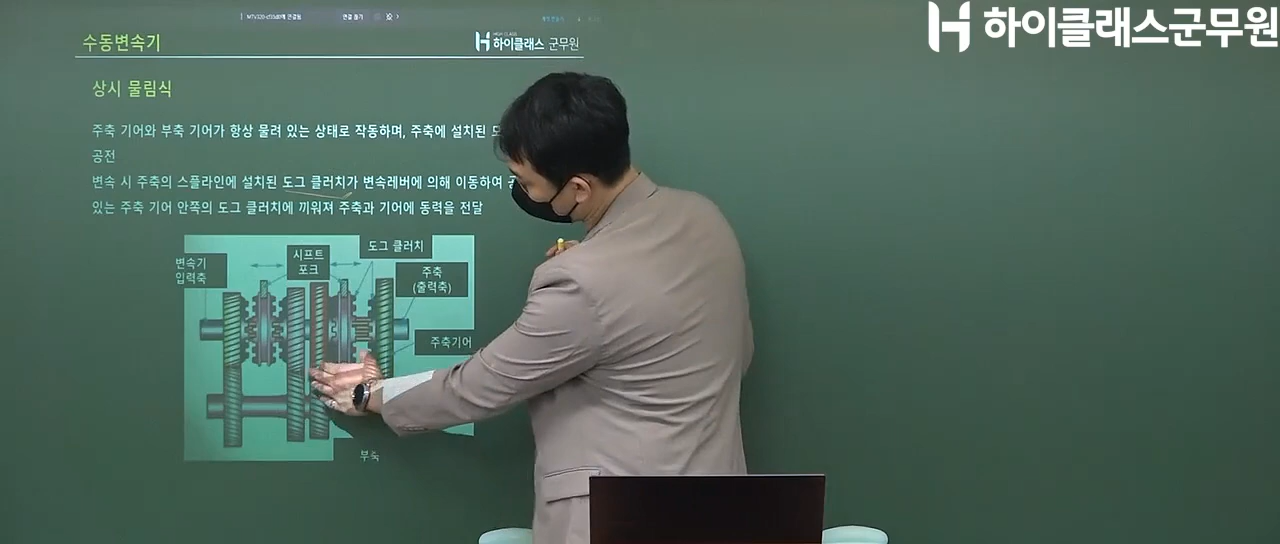 연결 끊기
하이클래스군무원
수동변속기
HIGH CLASS
하이클래스 군무원
상시 물림식
주축 기어와 부축 기어가 항상 물려 있는 상태로 작동하며, 주축에 설치된
공전
변속 시 주축의 스플라인에 설치된 도그 클러치가 변속레버에 의해 이동하여
있는 주축 기어 안쪽의 도그 클러치에 끼워져 주축과 기어에 동력을 전달
도그 클러치
시프트
포크
변속기
입력축
주축
(출력축)
주축기어
부축